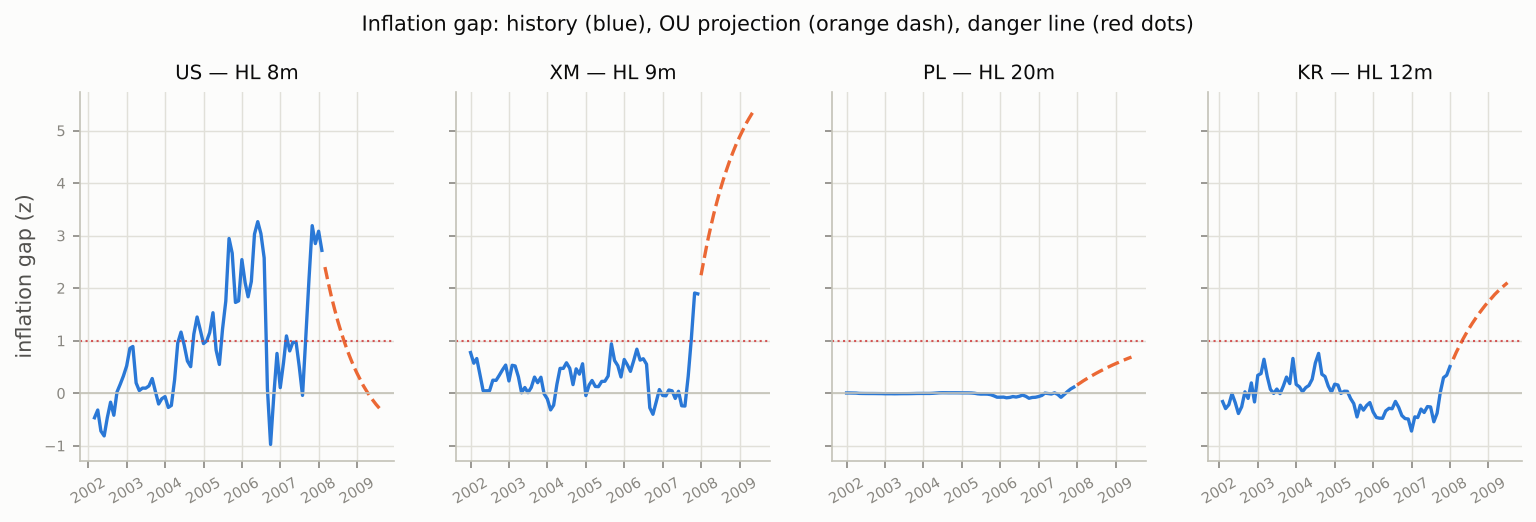 Inflation gap: history (blue), OU projection (orange dash), danger line (red dots)
US — HL 8m
XM — HL 9m
PL — HL 20m
KR — HL 12m
inflation gap (z)
5
4
3
2
1
0
−1
2002 2003 2004 2005 2006 2007 2008 2009
2002 2003 2004 2005 2006 2007 2008 2009
2002 2003 2004 2005 2006 2007 2008 2009
2002 2003 2004 2005 2006 2007 2008 2009